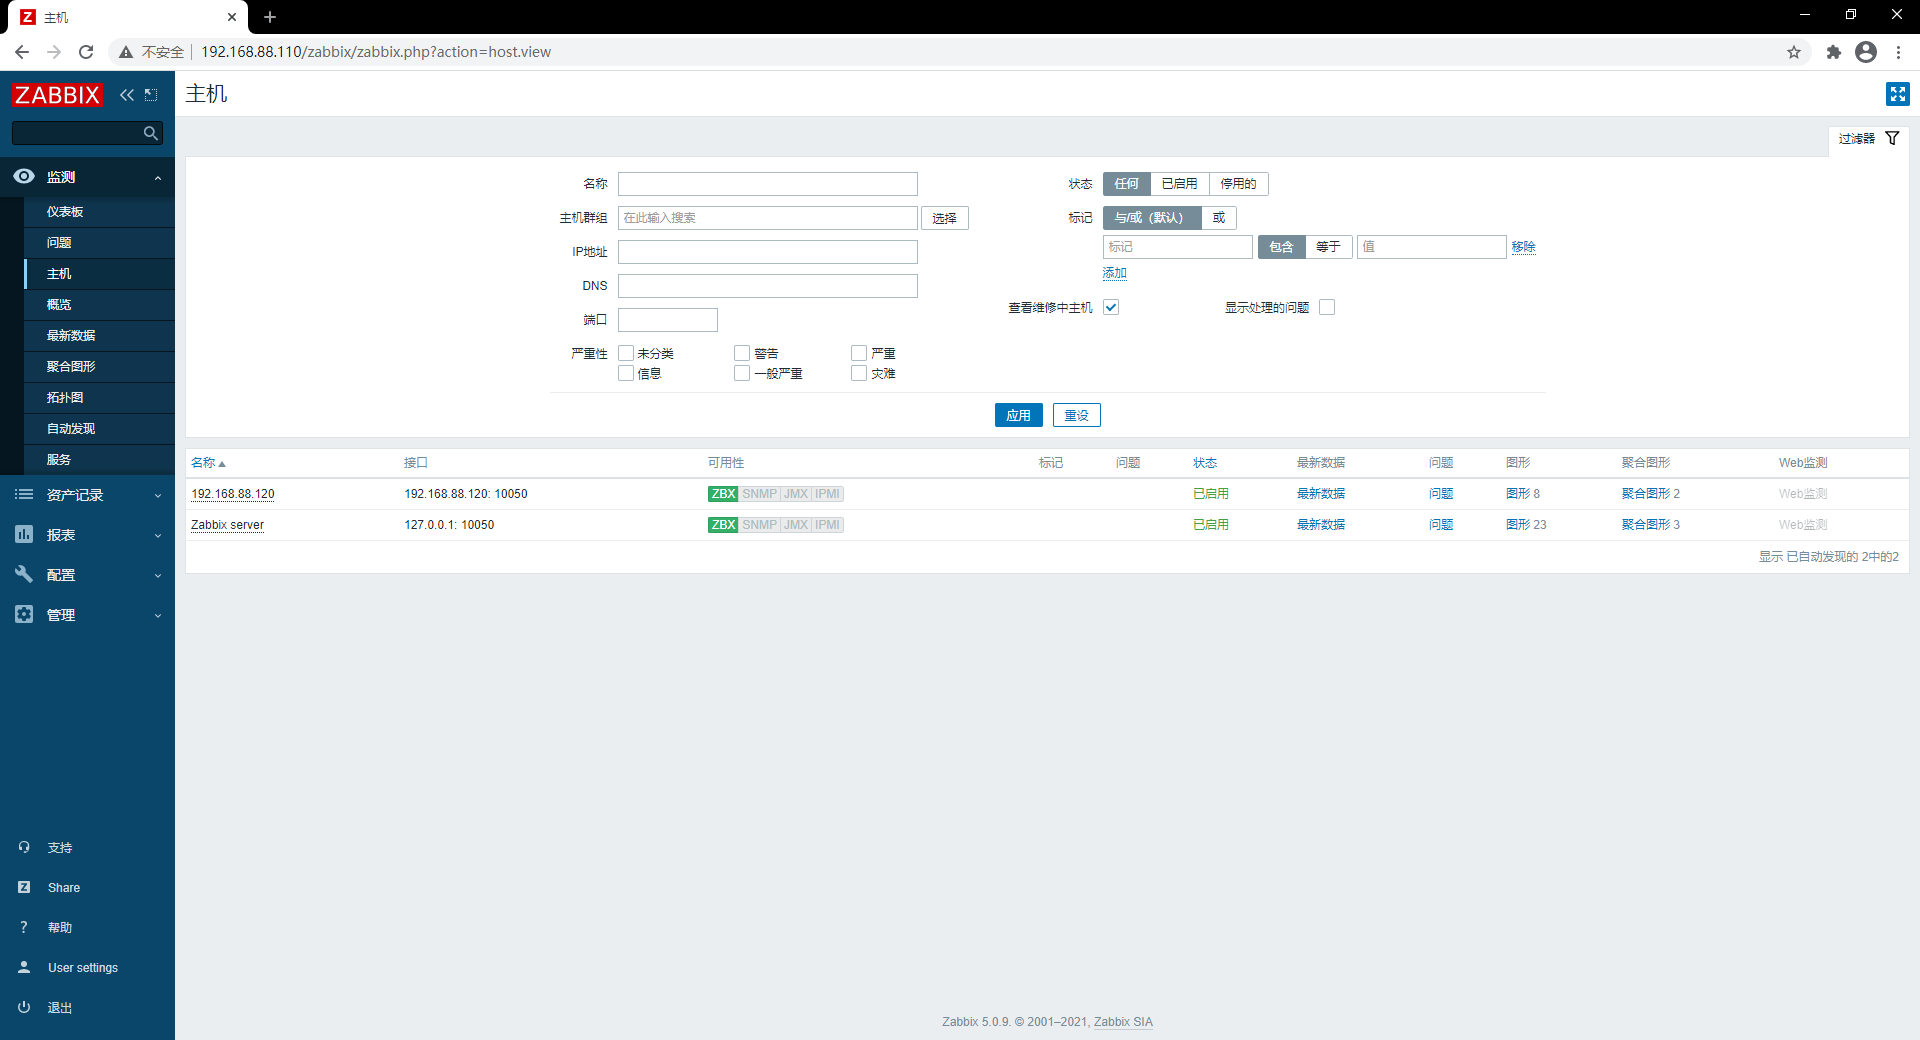 主机
不安全 192.168.88.110/zabbix/zabbix.php?action=host.view
ZABBIX
主机
过滤器
监测
仪表板
问题
主机
概览
最新数据
聚合图形
拓扑图
自动发现
服务
资产记录
报表
配置
管理
支持
Share
帮助
User settings
退出
名称
主机群组 在此输入搜索 选择
IP地址
DNS
端口
严重性 未分类 警告 严重
信息 一般严重 灾难
状态 任何 已启用 停用的
标记 与/或（默认） 或
标记 包含 等于 值 移除
添加
查看维修中主机 显示处理的问题
应用 重设
名称 接口 可用性 标记 问题 状态 最新数据 问题 图形 聚合图形 Web监测
192.168.88.120 192.168.88.120: 10050 ZBX SNMP JMX IPMI 已启用 最新数据 问题 图形 8 聚合图形 2 Web监测
Zabbix server 127.0.0.1: 10050 ZBX SNMP JMX IPMI 已启用 最新数据 问题 图形 23 聚合图形 3 Web监测
显示 已自动发现的 2中的2
Zabbix 5.0.9. © 2001–2021, Zabbix SIA